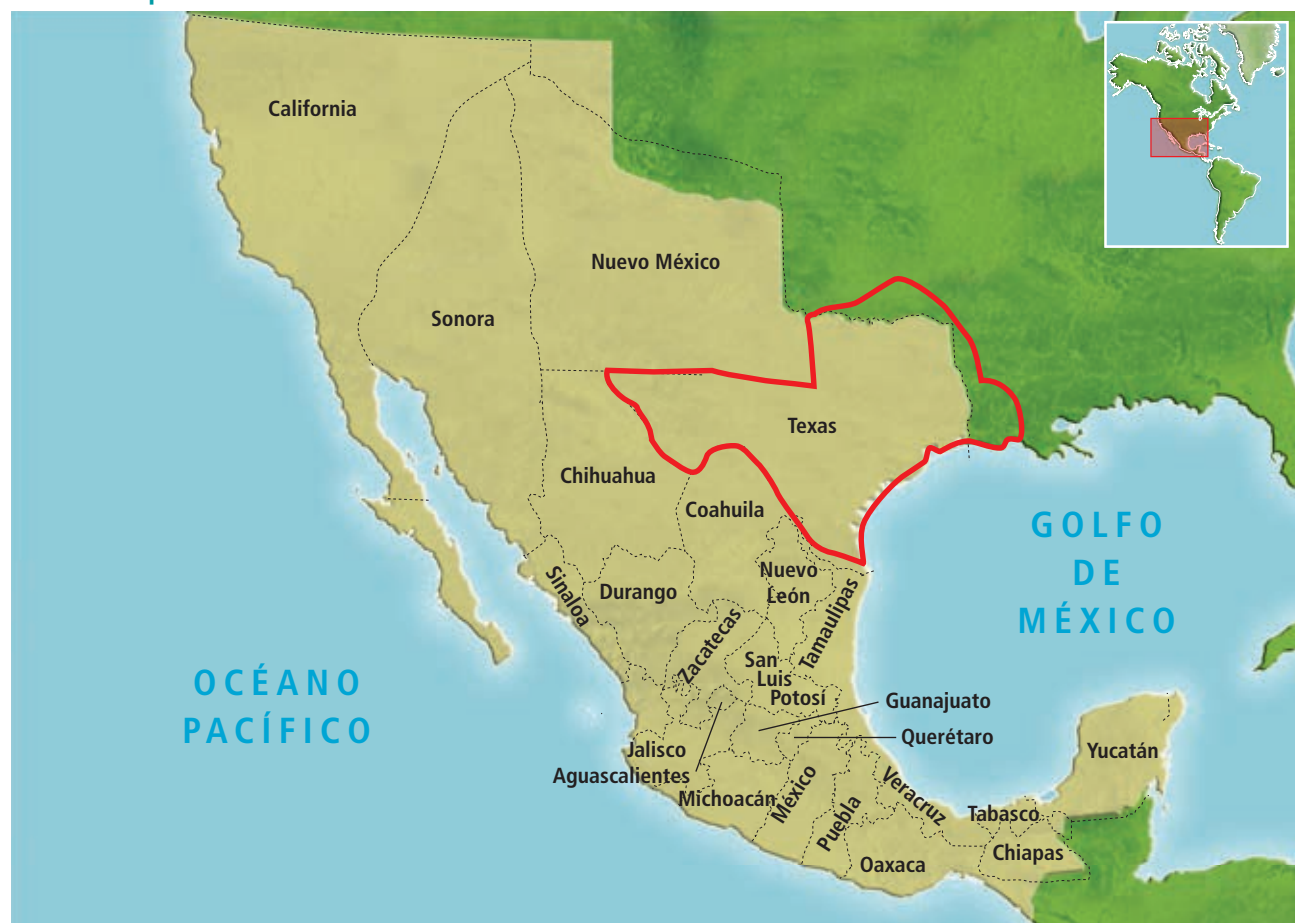 California
Nuevo México
Sonora
Texas
Chihuahua
Coahuila
GOLFO
DE
MÉXICO
Nuevo
León
Sinaloa
Durango
Tamaulipas
Zacatecas
San
Luis
Potosí
OCÉANO
PACÍFICO
Guanajuato
Querétaro
Jalisco
Aguascalientes
Michoacán
México
Puebla
Veracruz
Yucatán
Tabasco
Chiapas
Oaxaca